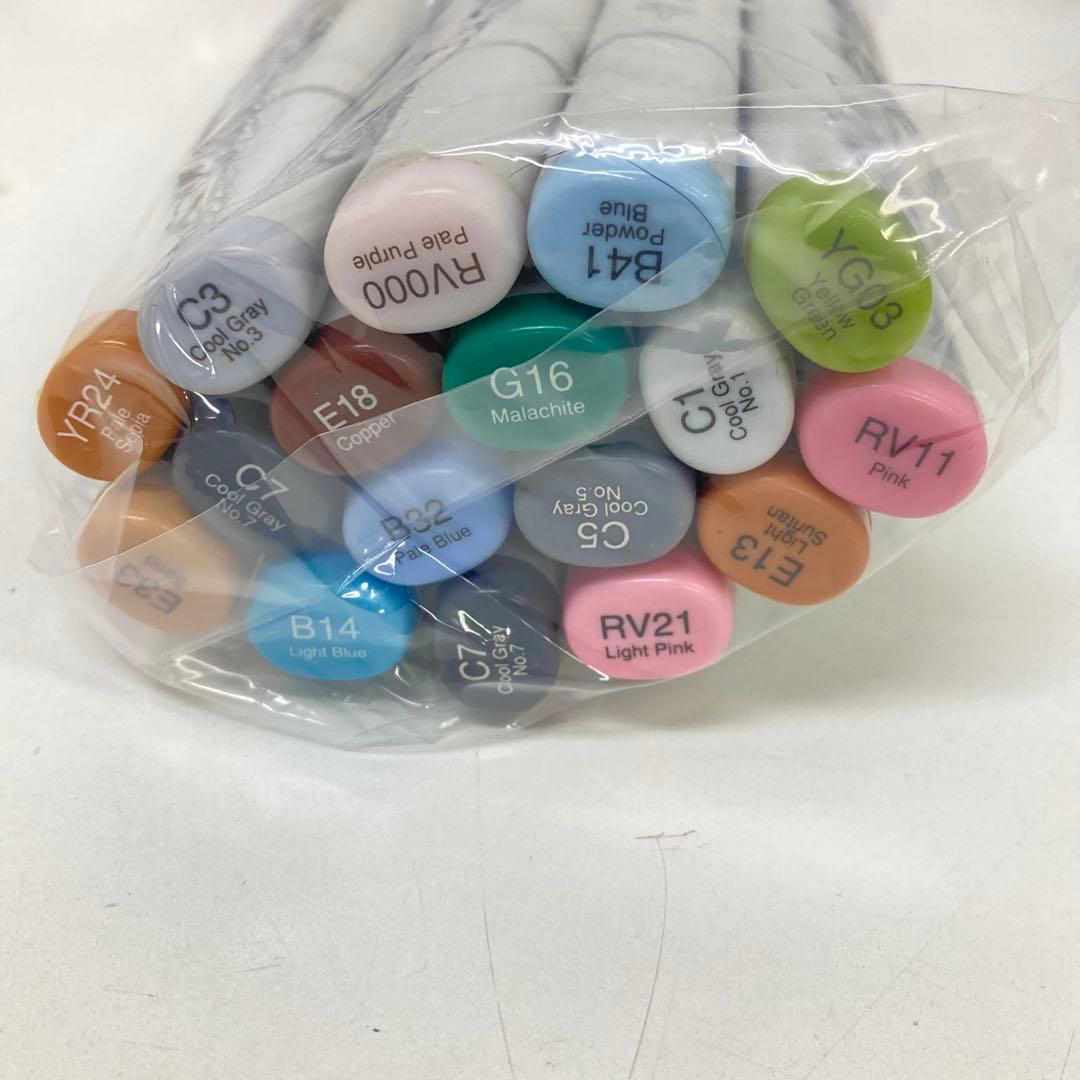 RV000
Pale Purple
B41
Powder
Blue
YG03
Yellow
Green
C3
Cool Gray
No.3
YR24
Pale
Sepia
E18
Copper
G16
Malachite
C1
Cool Gray
No.1
RV11
Pink
C7
Cool Gray
No.7
B32
Pale Blue
C5
Cool Gray
No.5
E13
Light
Suntan
E33
Sand
B14
Light Blue
C7
Cool Gray
No.7
RV21
Light Pink